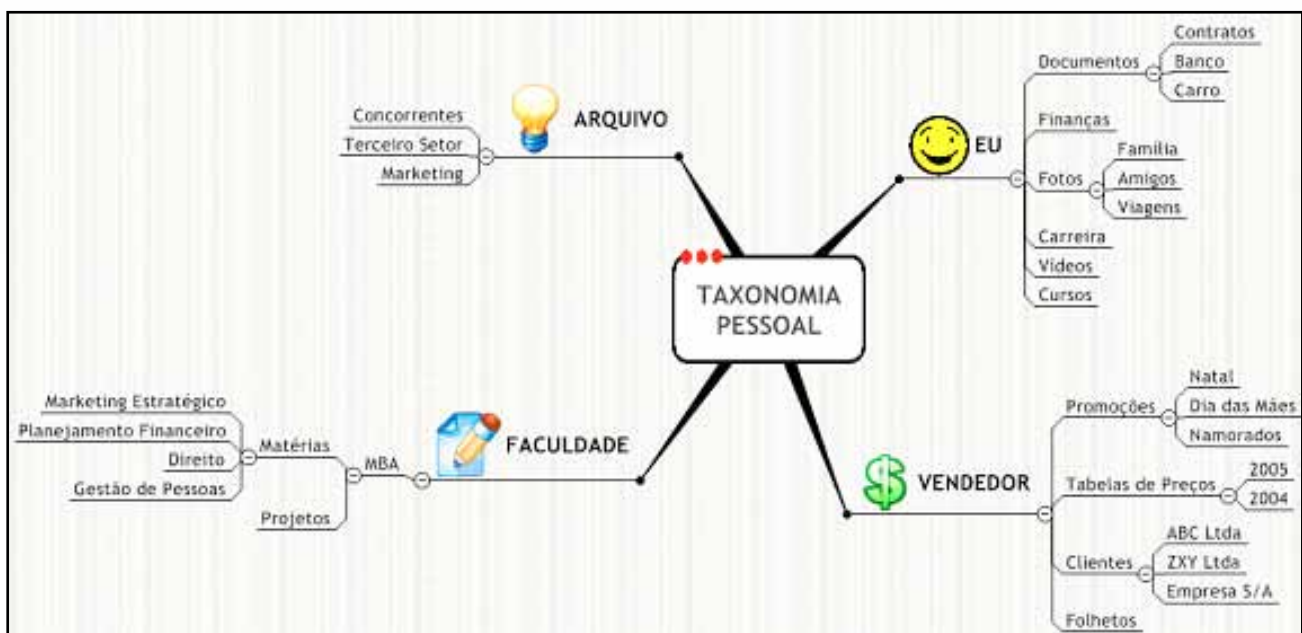 TAXONOMIA
PESSOAL
ARQUIVO
Concorrentes
Terceiro Setor
Marketing
EU
Documentos
Contratos
Banco
Carro
Finanças
Fotos
Família
Amigos
Viagens
Carreira
Vídeos
Cursos
FACULDADE
MBA
Matérias
Marketing Estratégico
Planejamento Financeiro
Direito
Gestão de Pessoas
Projetos
VENDEDOR
Promoções
Natal
Dia das Mães
Namorados
Tabelas de Preços
2005
2004
Clientes
ABC Ltda
ZXY Ltda
Empresa S/A
Folhetos